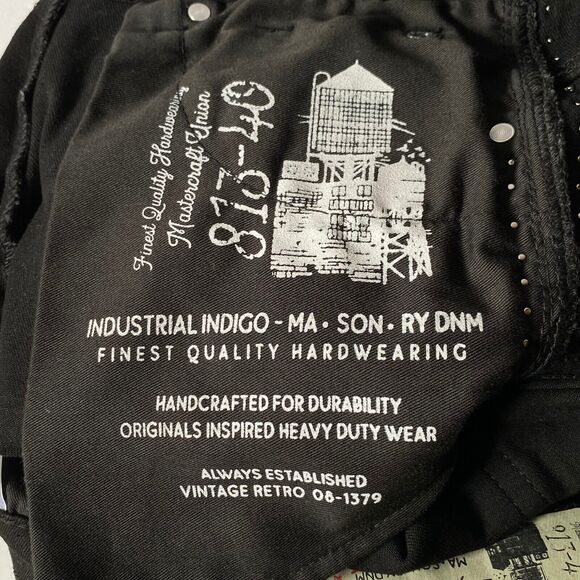 Finest Quality Hardwearing
Mastercraft Union
813-40
INDUSTRIAL INDIGO - MA • SON • RY DNM
FINEST QUALITY HARDWEARING
HANDCRAFTED FOR DURABILITY
ORIGINALS INSPIRED HEAVY DUTY WEAR
ALWAYS ESTABLISHED
VINTAGE RETRO 08-1379